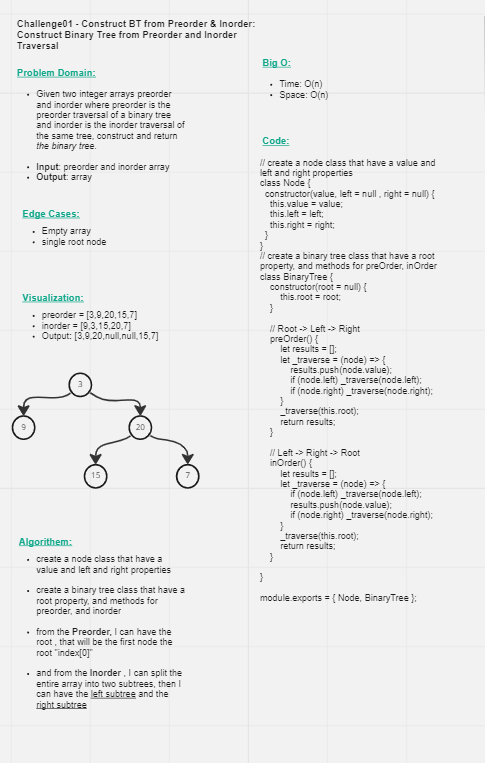 Challenge01 - Construct BT from Preorder & Inorder:
Construct Binary Tree from Preorder and Inorder
Traversal
Problem Domain:
• Given two integer arrays preorder
and inorder where preorder is the
preorder traversal of a binary tree
and inorder is the inorder traversal of
the same tree, construct and return
the binary tree.
• Input: preorder and inorder array
• Output: array
Edge Cases:
• Empty array
• single root node
Visualization:
• preorder = [3,9,20,15,7]
• inorder = [9,3,15,20,7]
• Output: [3,9,20,null,null,15,7]
3
9
20
15
7
Algorithem:
• create a node class that have a
value and left and right properties
• create a binary tree class that have a
root property, and methods for
preorder, and inorder
• from the Preorder, I can have the
root , that will be the first node the
root "index[0]"
• and from the Inorder , I can split the
entire array into two subtrees, then I
can have the left subtree and the
right subtree
Big O:
• Time: O(n)
• Space: O(n)
Code:
// create a node class that have a value and
left and right properties
class Node {
constructor(value, left = null , right = null) {
this.value = value;
this.left = left;
this.right = right;
}
}
// create a binary tree class that have a root
property, and methods for preOrder, inOrder
class BinaryTree {
constructor(root = null) {
this.root = root;
}
// Root -> Left -> Right
preOrder() {
let results = [];
let _traverse = (node) => {
results.push(node.value);
if (node.left) _traverse(node.left);
if (node.right) _traverse(node.right);
}
_traverse(this.root);
return results;
}
// Left -> Right -> Root
inOrder() {
let results = [];
let _traverse = (node) => {
if (node.left) _traverse(node.left);
results.push(node.value);
if (node.right) _traverse(node.right);
}
_traverse(this.root);
return results;
}
}
module.exports = { Node, BinaryTree };